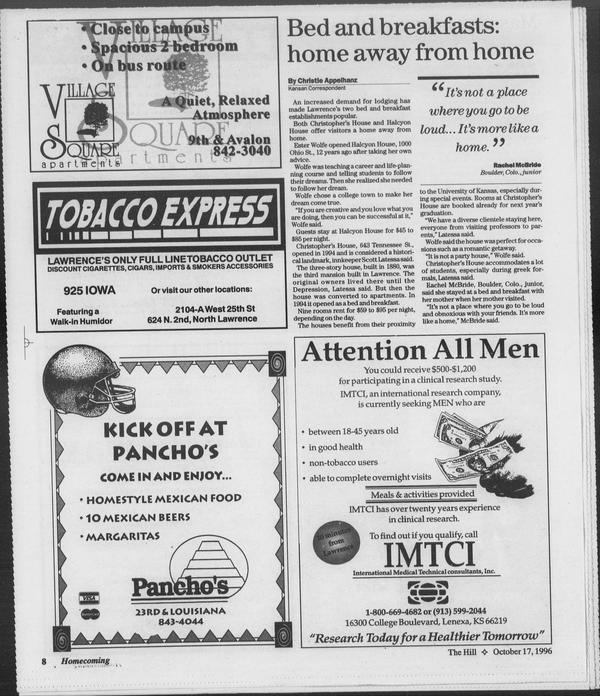 • Close to campus
• Spacious 2 bedroom
• On bus route
VILLAGE
SQUARE
apartments
A Quiet, Relaxed
Atmosphere
9th & Avalon
842-3040
TOBACCO EXPRESS
LAWRENCE'S ONLY FULL LINE TOBACCO OUTLET
DISCOUNT CIGARETTES, CIGARS, IMPORTS & SMOKERS ACCESSORIES
925 IOWA
Or visit our other locations:
Featuring a
Walk-in Humidor
2104-A West 25th St
624 N. 2nd, North Lawrence
Bed and breakfasts:
home away from home
By Christie Appelhanz
Kansan Correspondent
An increased demand for lodging has
made Lawrence's two bed and breakfast
establishments popular.
Both Christopher's House and Halcyon
House offer visitors a home away from
home.
Ester Wolfe opened Halcyon House, 1000
Ohio St., 12 years ago after taking her own
advice.
Wolfe was teaching a career and life-plan-
ning course and telling students to follow
their dreams. Then she realized she needed
to follow her dream.
Wolfe chose a college town to make her
dream come true.
"If you are creative and you love what you
are doing, then you can be successful at it,"
Wolfe said.
Guests stay at Halcyon House for $45 to
$85 per night.
Christopher's House, 643 Tennessee St.,
opened in 1994 and is considered a histori-
cal landmark, innkeeper Scott Latessa said.
The three-story house, built in 1880, was
the third mansion built in Lawrence. The
original owners lived there until the
Depression, Latessa said. But then the
house was converted to apartments. In
1994 it opened as a bed and breakfast.
Nine rooms rent for $59 to $95 per night,
depending on the day.
The houses benefit from their proximity
“It's not a place
where you go to be
loud... It's more like a
home.”
Rachel McBride
Boulder, Colo., junior
to the University of Kansas, especially dur-
ing special events. Rooms at Christopher's
House are booked already for next year's
graduation.
"We have a diverse clientele staying here,
everyone from visiting professors to par-
ents," Latessa said.
Wolfe said the house was perfect for occa-
sions such as a romantic getaway.
"It is not a party house," Wolfe said.
Christopher's House accommodates a lot
of students, especially during greek for-
mals, Latessa said.
Rachel McBride, Boulder, Colo., junior,
said she stayed at a bed and breakfast with
her mother when her mother visited.
"It's not a place where you go to be loud
and obnoxious with your friends. It's more
like a home," McBride said.
KICK OFF AT
PANCHO'S
COME IN AND ENJOY...
• HOMESTYLE MEXICAN FOOD
• 10 MEXICAN BEERS
• MARGARITAS
Pancho's
VISA
MasterCard
23RD & LOUISIANA
843-4044
Attention All Men
You could receive $500-$1,200
for participating in a clinical research study.
IMTCI, an international research company,
is currently seeking MEN who are
• between 18-45 years old
• in good health
• non-tobacco users
• able to complete overnight visits
Meals & activities provided
IMTCI has over twenty years experience
in clinical research.
30 minutes
from
Lawrence
To find out if you qualify, call
IMTCI
International Medical Technical consultants, Inc.
1-800-669-4682 or (913) 599-2044
16300 College Boulevard, Lenexa, KS 66219
"Research Today for a Healthier Tomorrow"
8 Homecoming
The Hill ✧ October 17, 1996